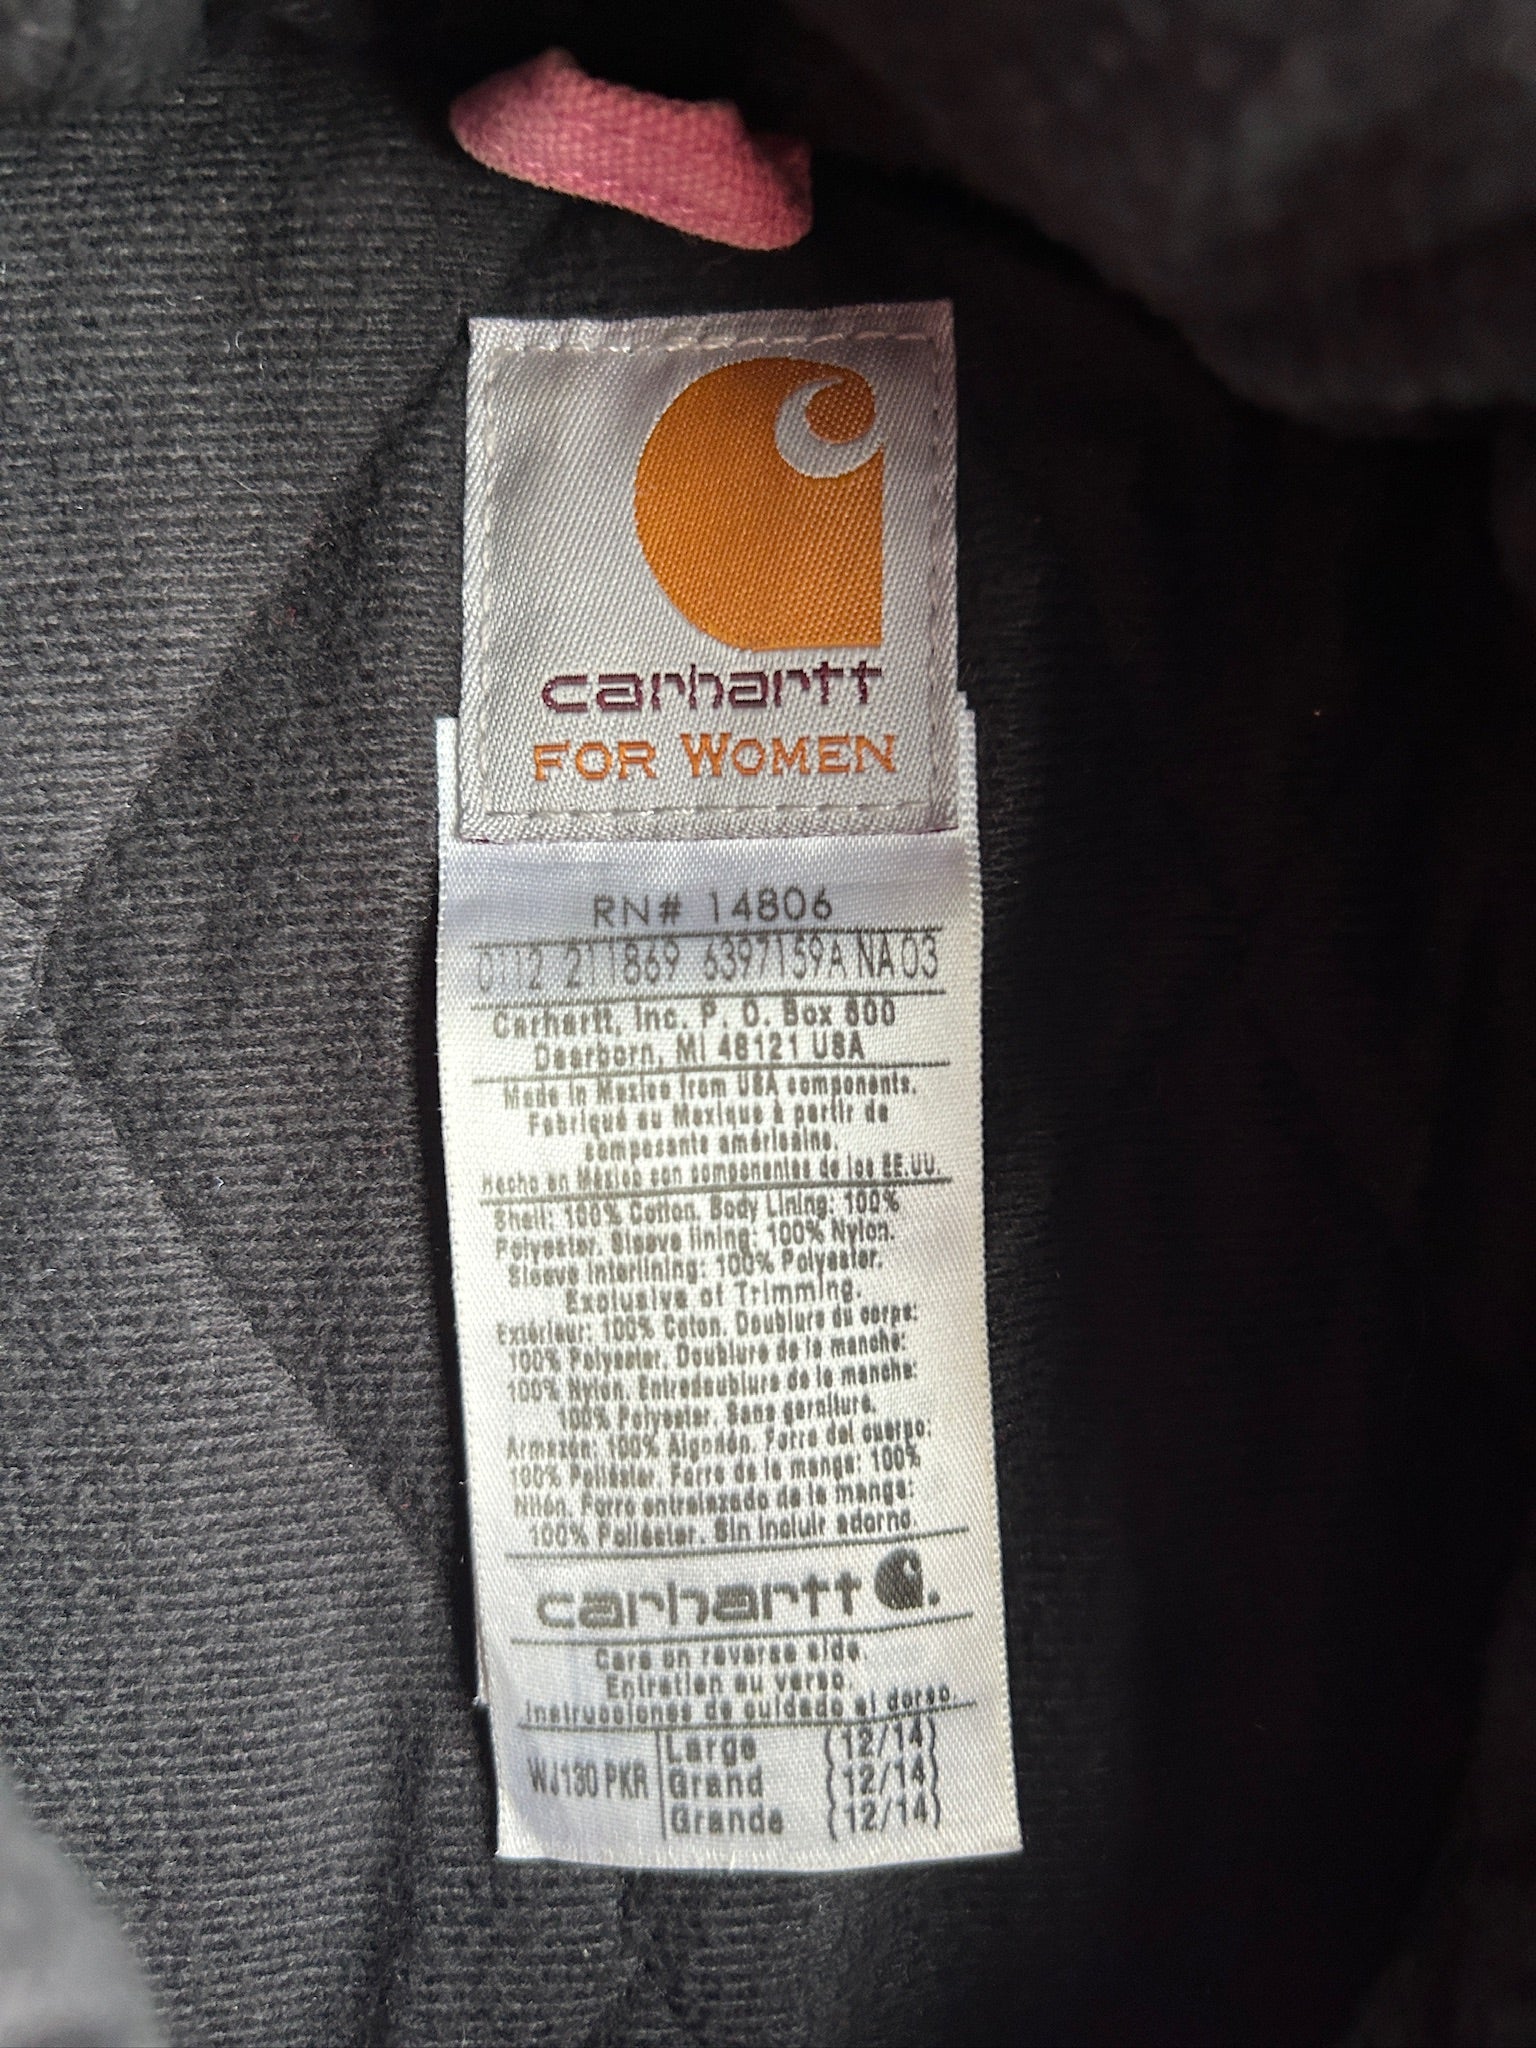 carhartt
FOR WOMEN
RN# 14806
0112 211869 6397159A NA 03
Carhartt, Inc. P. O. Box 600
Dearborn, MI 48121 USA
Made in Mexico from USA components.
Fabriqué au Mexique à partir de
composante américaine.
Hecho en México con componentes de los EE.UU.
Shell: 100% Cotton. Body Lining: 100%
Polyester. Sleeve lining: 100% Nylon.
Sleeve Interlining: 100% Polyester.
Exclusive of Trimming.
Extérieur: 100% Coton. Doublure du corps:
100% Polyester. Doublure de la manche:
100% Nylon. Entredoublure de la manche:
100% Polyester. Sans garniture.
Armazón: 100% Algodón. Forro del cuerpo:
100% Poliéster. Forro de la manga: 100%
Nilón. Forro entrelazado de la manga:
100% Poliéster. Sin incluir adorno.
carhartt
Care on reverse side.
Entretien au verso.
Instrucciones de cuidado al dorso.
WJ130 PKR
Large (12/14)
Grand (12/14)
Grande (12/14)